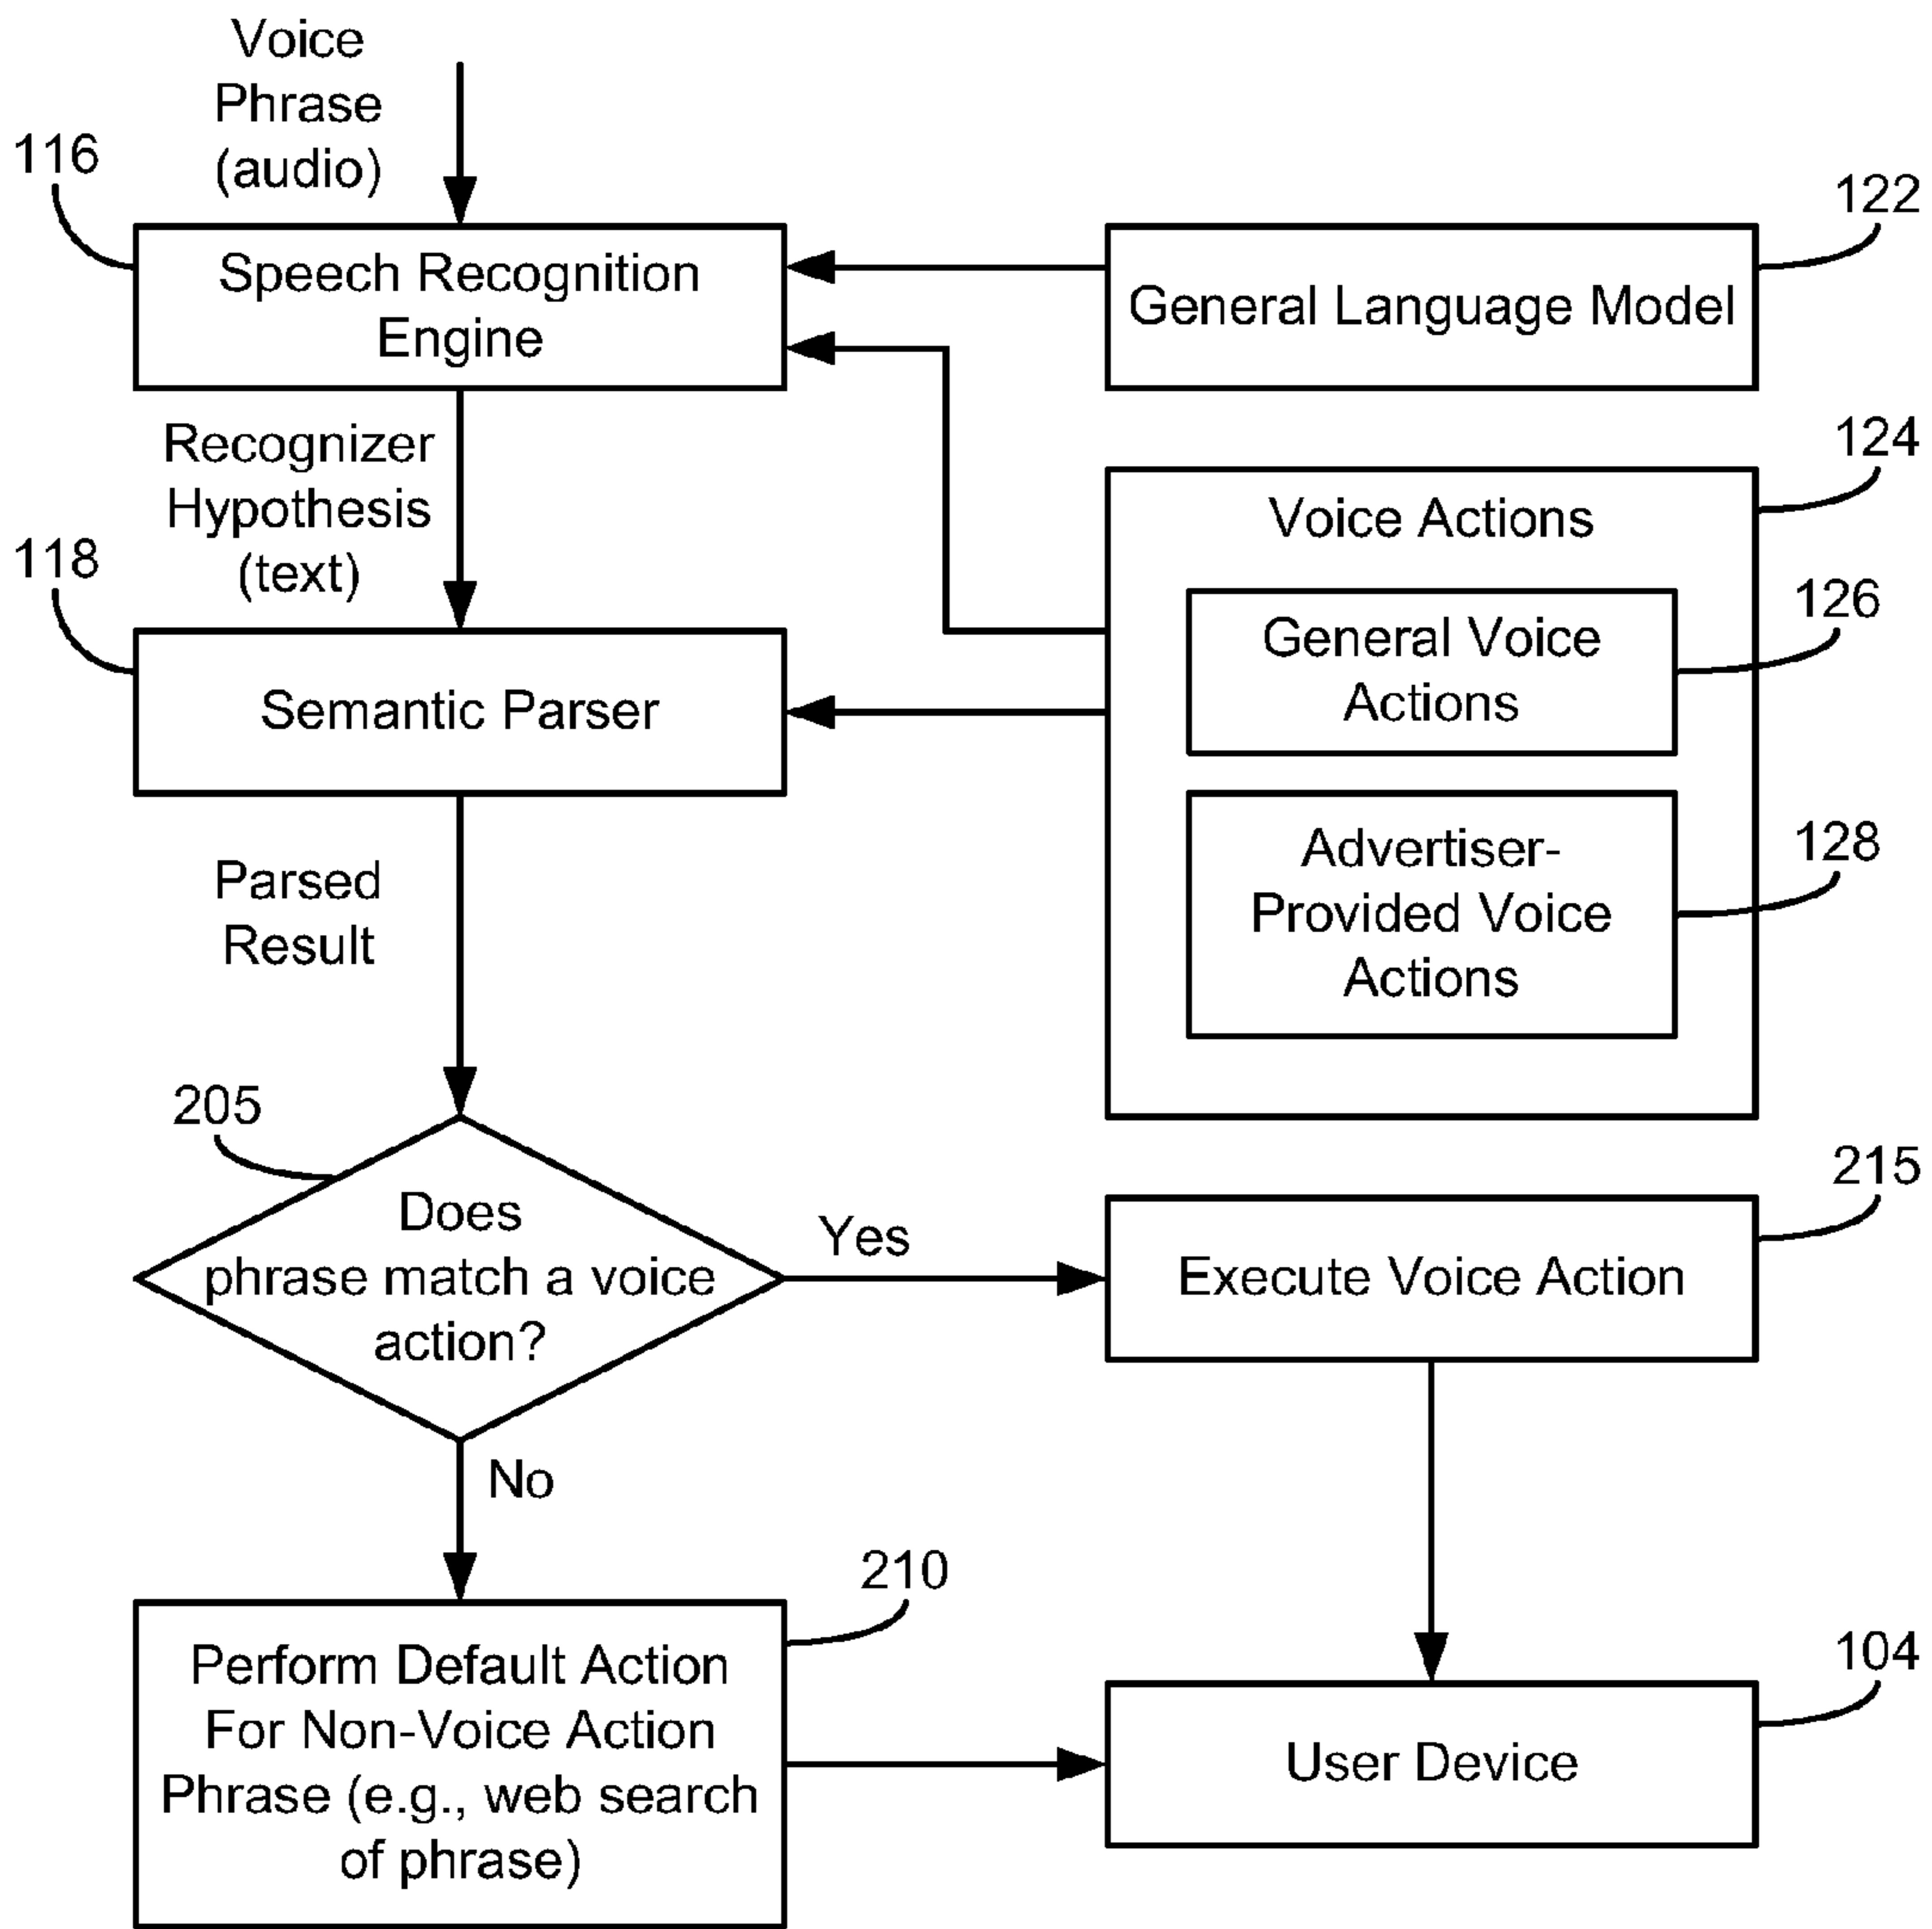 Voice
Phrase
(audio)
116
Speech Recognition
Engine
122
General Language Model
Recognizer
Hypothesis
(text)
124
Voice Actions
118
Semantic Parser
126
General Voice
Actions
128
Advertiser-
Provided Voice
Actions
Parsed
Result
205
Does
phrase match a voice
action?
Yes
215
Execute Voice Action
No
210
Perform Default Action
For Non-Voice Action
Phrase (e.g., web search
of phrase)
104
User Device